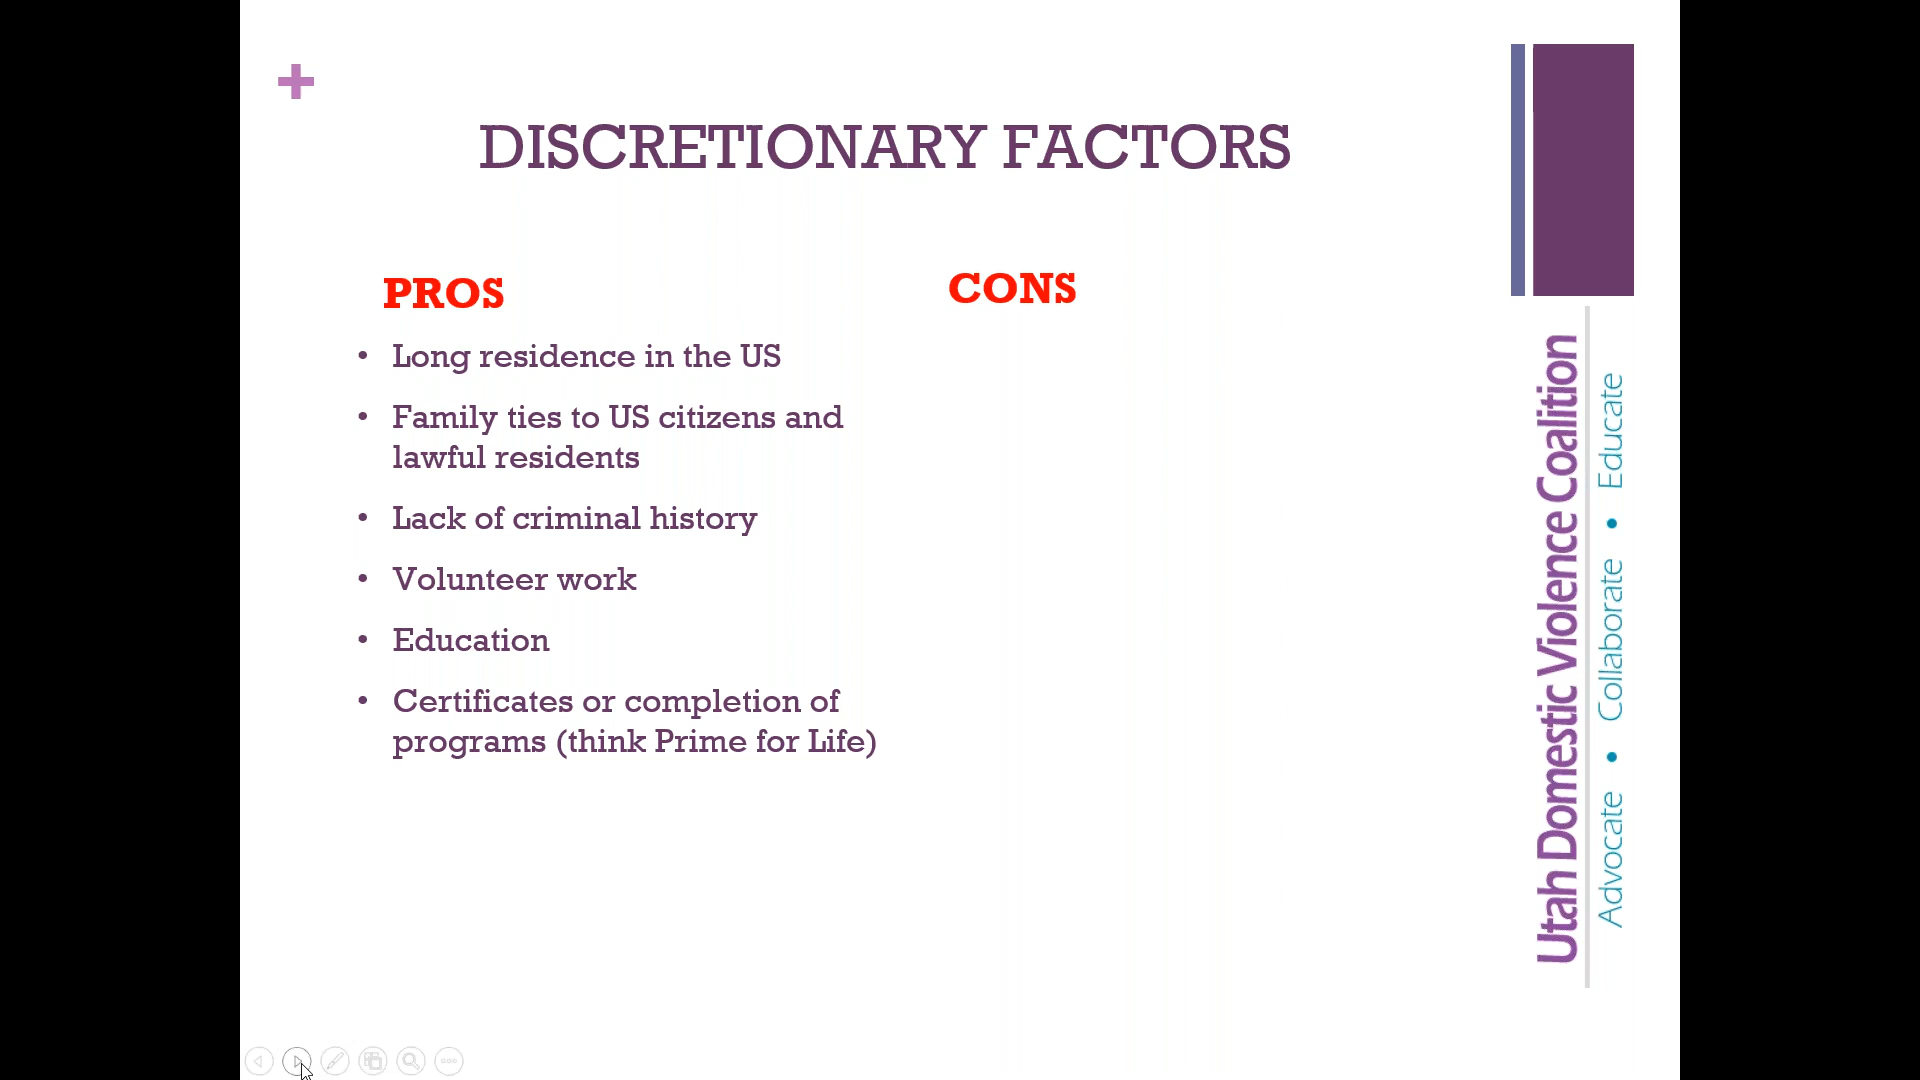 DISCRETIONARY FACTORS
PROS
• Long residence in the US
• Family ties to US citizens and
lawful residents
• Lack of criminal history
• Volunteer work
• Education
• Certificates or completion of
programs (think Prime for Life)
CONS
Utah Domestic Violence Coalition
Advocate • Collaborate • Educate